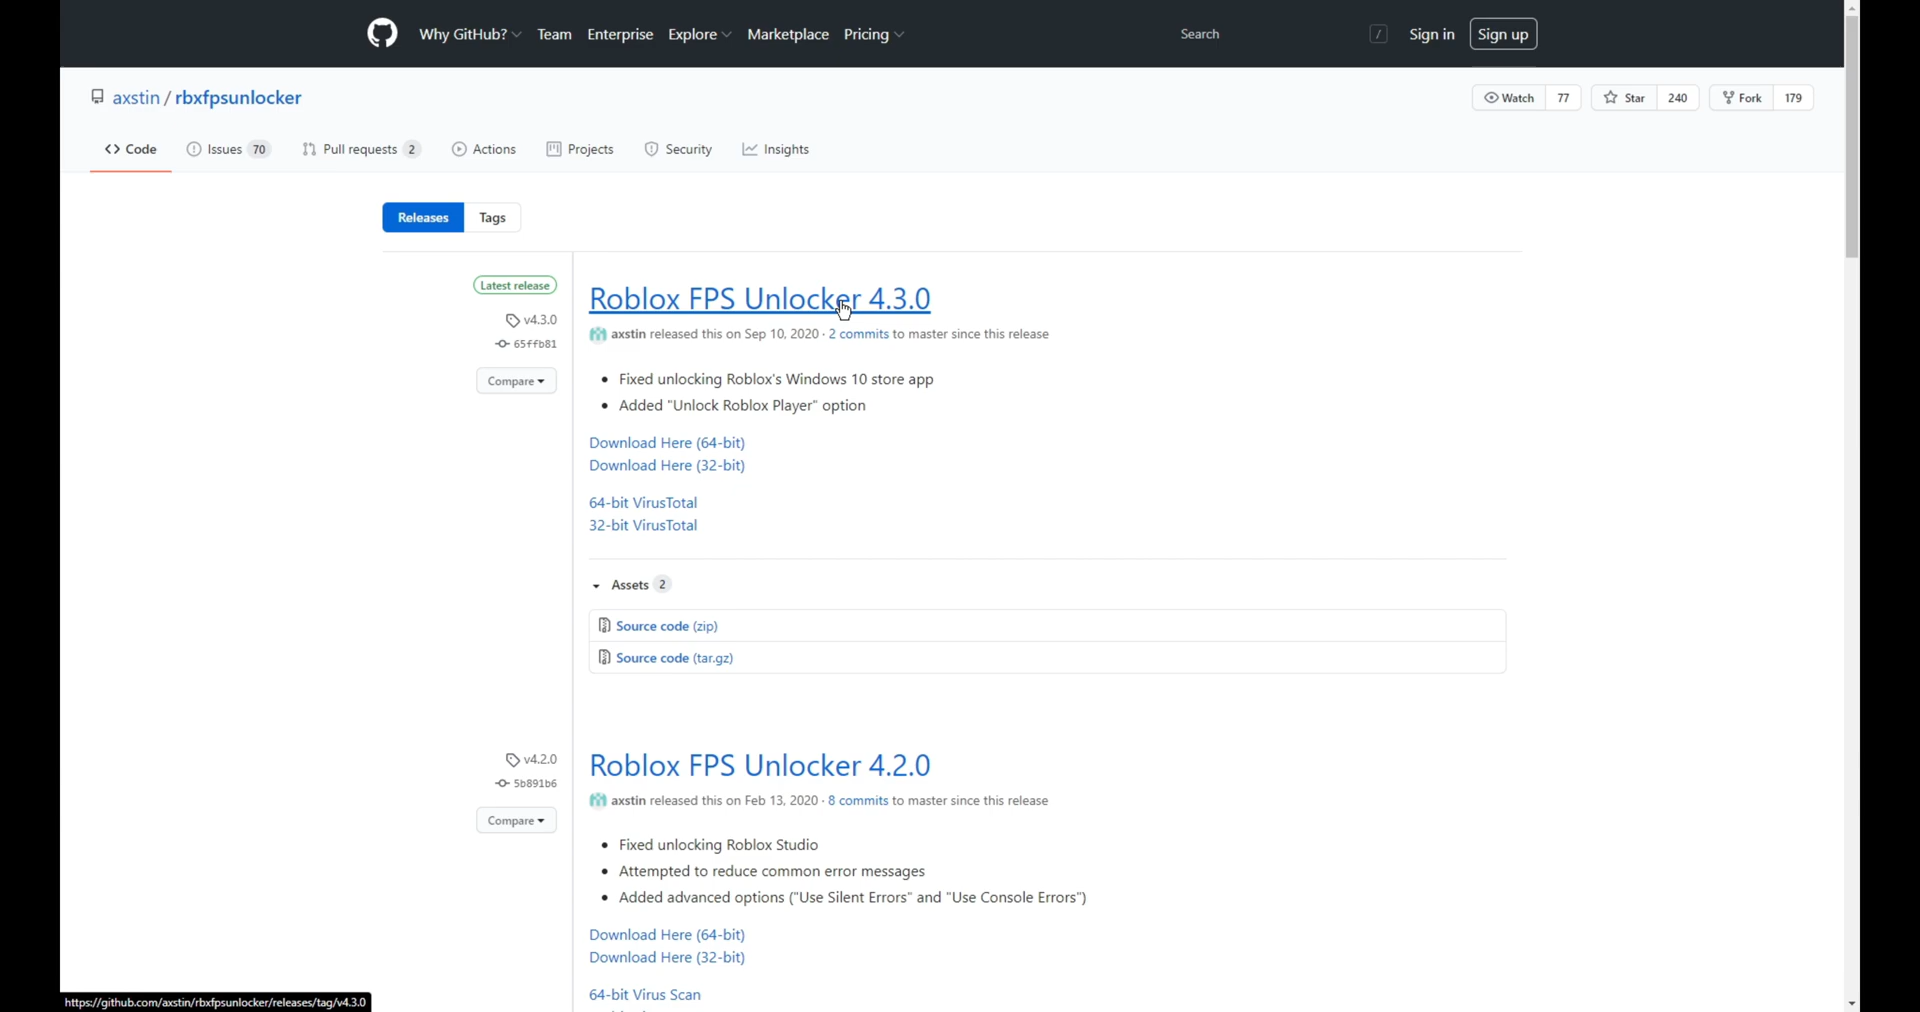 Why GitHub? Team Enterprise Explore Marketplace Pricing Search / Sign in Sign up
axstin / rbxfpsunlocker Watch 77 Star 240 Fork 179
<> Code Issues 70 Pull requests 2 Actions Projects Security Insights
Releases Tags
Latest release
v4.3.0
65ffb81
Compare
Roblox FPS Unlocker 4.3.0
axstin released this on Sep 10, 2020 · 2 commits to master since this release
• Fixed unlocking Roblox's Windows 10 store app
• Added "Unlock Roblox Player" option
Download Here (64-bit)
Download Here (32-bit)
64-bit VirusTotal
32-bit VirusTotal
Assets 2
Source code (zip)
Source code (tar.gz)
v4.2.0
5b891b6
Compare
Roblox FPS Unlocker 4.2.0
axstin released this on Feb 13, 2020 · 8 commits to master since this release
• Fixed unlocking Roblox Studio
• Attempted to reduce common error messages
• Added advanced options ("Use Silent Errors" and "Use Console Errors")
Download Here (64-bit)
Download Here (32-bit)
64-bit Virus Scan
https://github.com/axstin/rbxfpsunlocker/releases/tag/v4.3.0